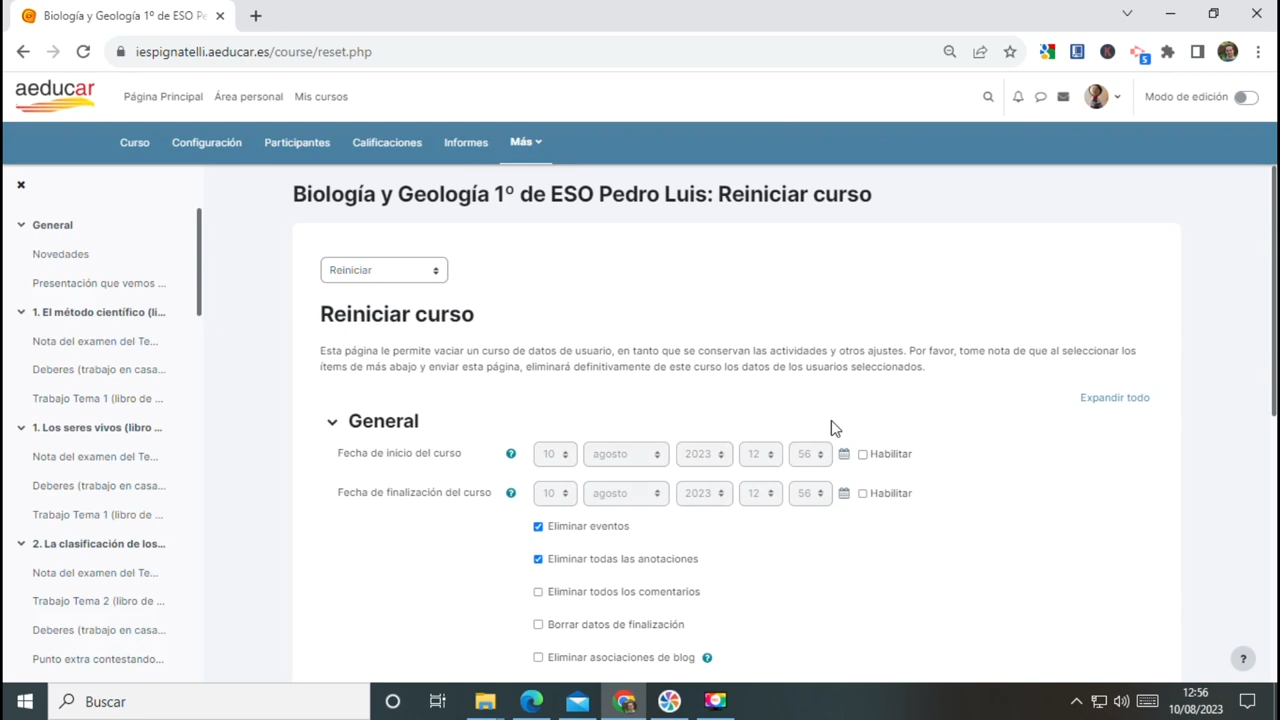 Biología y Geología 1º de ESO Pe
iespignatelli.aeducar.es/course/reset.php
5
aeducar
Página Principal
Área personal
Mis cursos
Modo de edición
Curso
Configuración
Participantes
Calificaciones
Informes
Más
General
Novedades
Presentación que vemos ...
1. El método científico (li...
Nota del examen del Te...
Deberes (trabajo en casa...
Trabajo Tema 1 (libro de ...
1. Los seres vivos (libro ...
Nota del examen del Te...
Deberes (trabajo en casa...
Trabajo Tema 1 (libro de ...
2. La clasificación de los...
Nota del examen del Te...
Trabajo Tema 2 (libro de ...
Deberes (trabajo en casa...
Punto extra contestando...
Biología y Geología 1º de ESO Pedro Luis: Reiniciar curso
Reiniciar
Reiniciar curso
Esta página le permite vaciar un curso de datos de usuario, en tanto que se conservan las actividades y otros ajustes. Por favor, tome nota de que al seleccionar los
ítems de más abajo y enviar esta página, eliminará definitivamente de este curso los datos de los usuarios seleccionados.
Expandir todo
General
Fecha de inicio del curso ? 10 agosto 2023 12 56 Habilitar
Fecha de finalización del curso ? 10 agosto 2023 12 56 Habilitar
Eliminar eventos
Eliminar todas las anotaciones
Eliminar todos los comentarios
Borrar datos de finalización
Eliminar asociaciones de blog ?
?
Buscar
12:56
10/08/2023